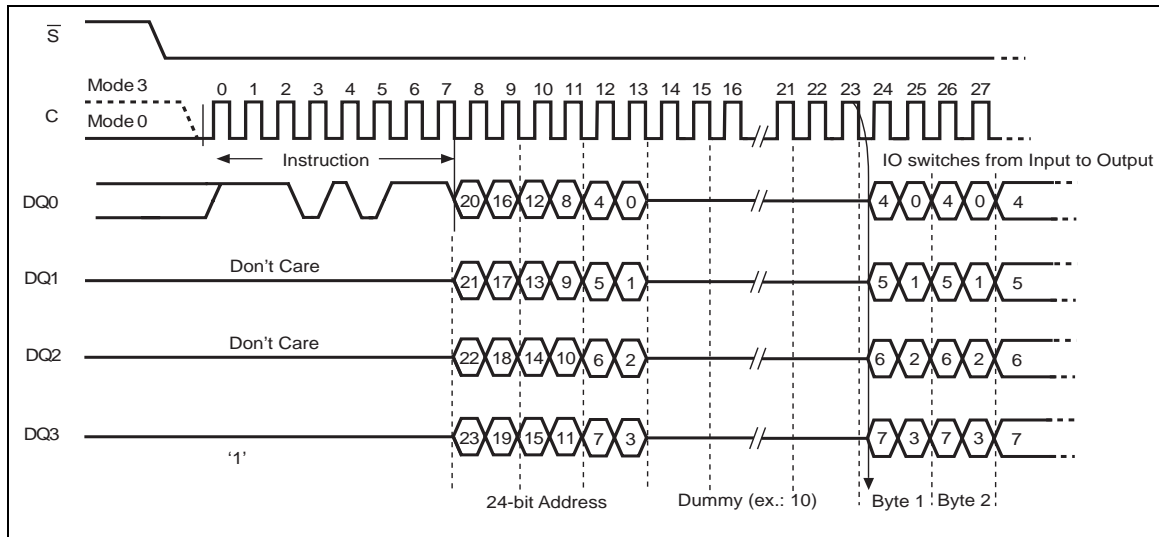 S
Mode 3
0 1 2 3 4 5 6 7 8 9 10 11 12 13 14 15 16 21 22 23 24 25 26 27
C
Mode 0
Instruction
IO switches from Input to Output
DQ0
20 16 12 8 4 0 4 0 4 0 4
Don't Care
DQ1
21 17 13 9 5 1 5 1 5 1 5
Don't Care
DQ2
22 18 14 10 6 2 6 2 6 2 6
DQ3
23 19 15 11 7 3 7 3 7 3 7
‘1’
24-bit Address Dummy (ex.: 10) Byte 1 Byte 2